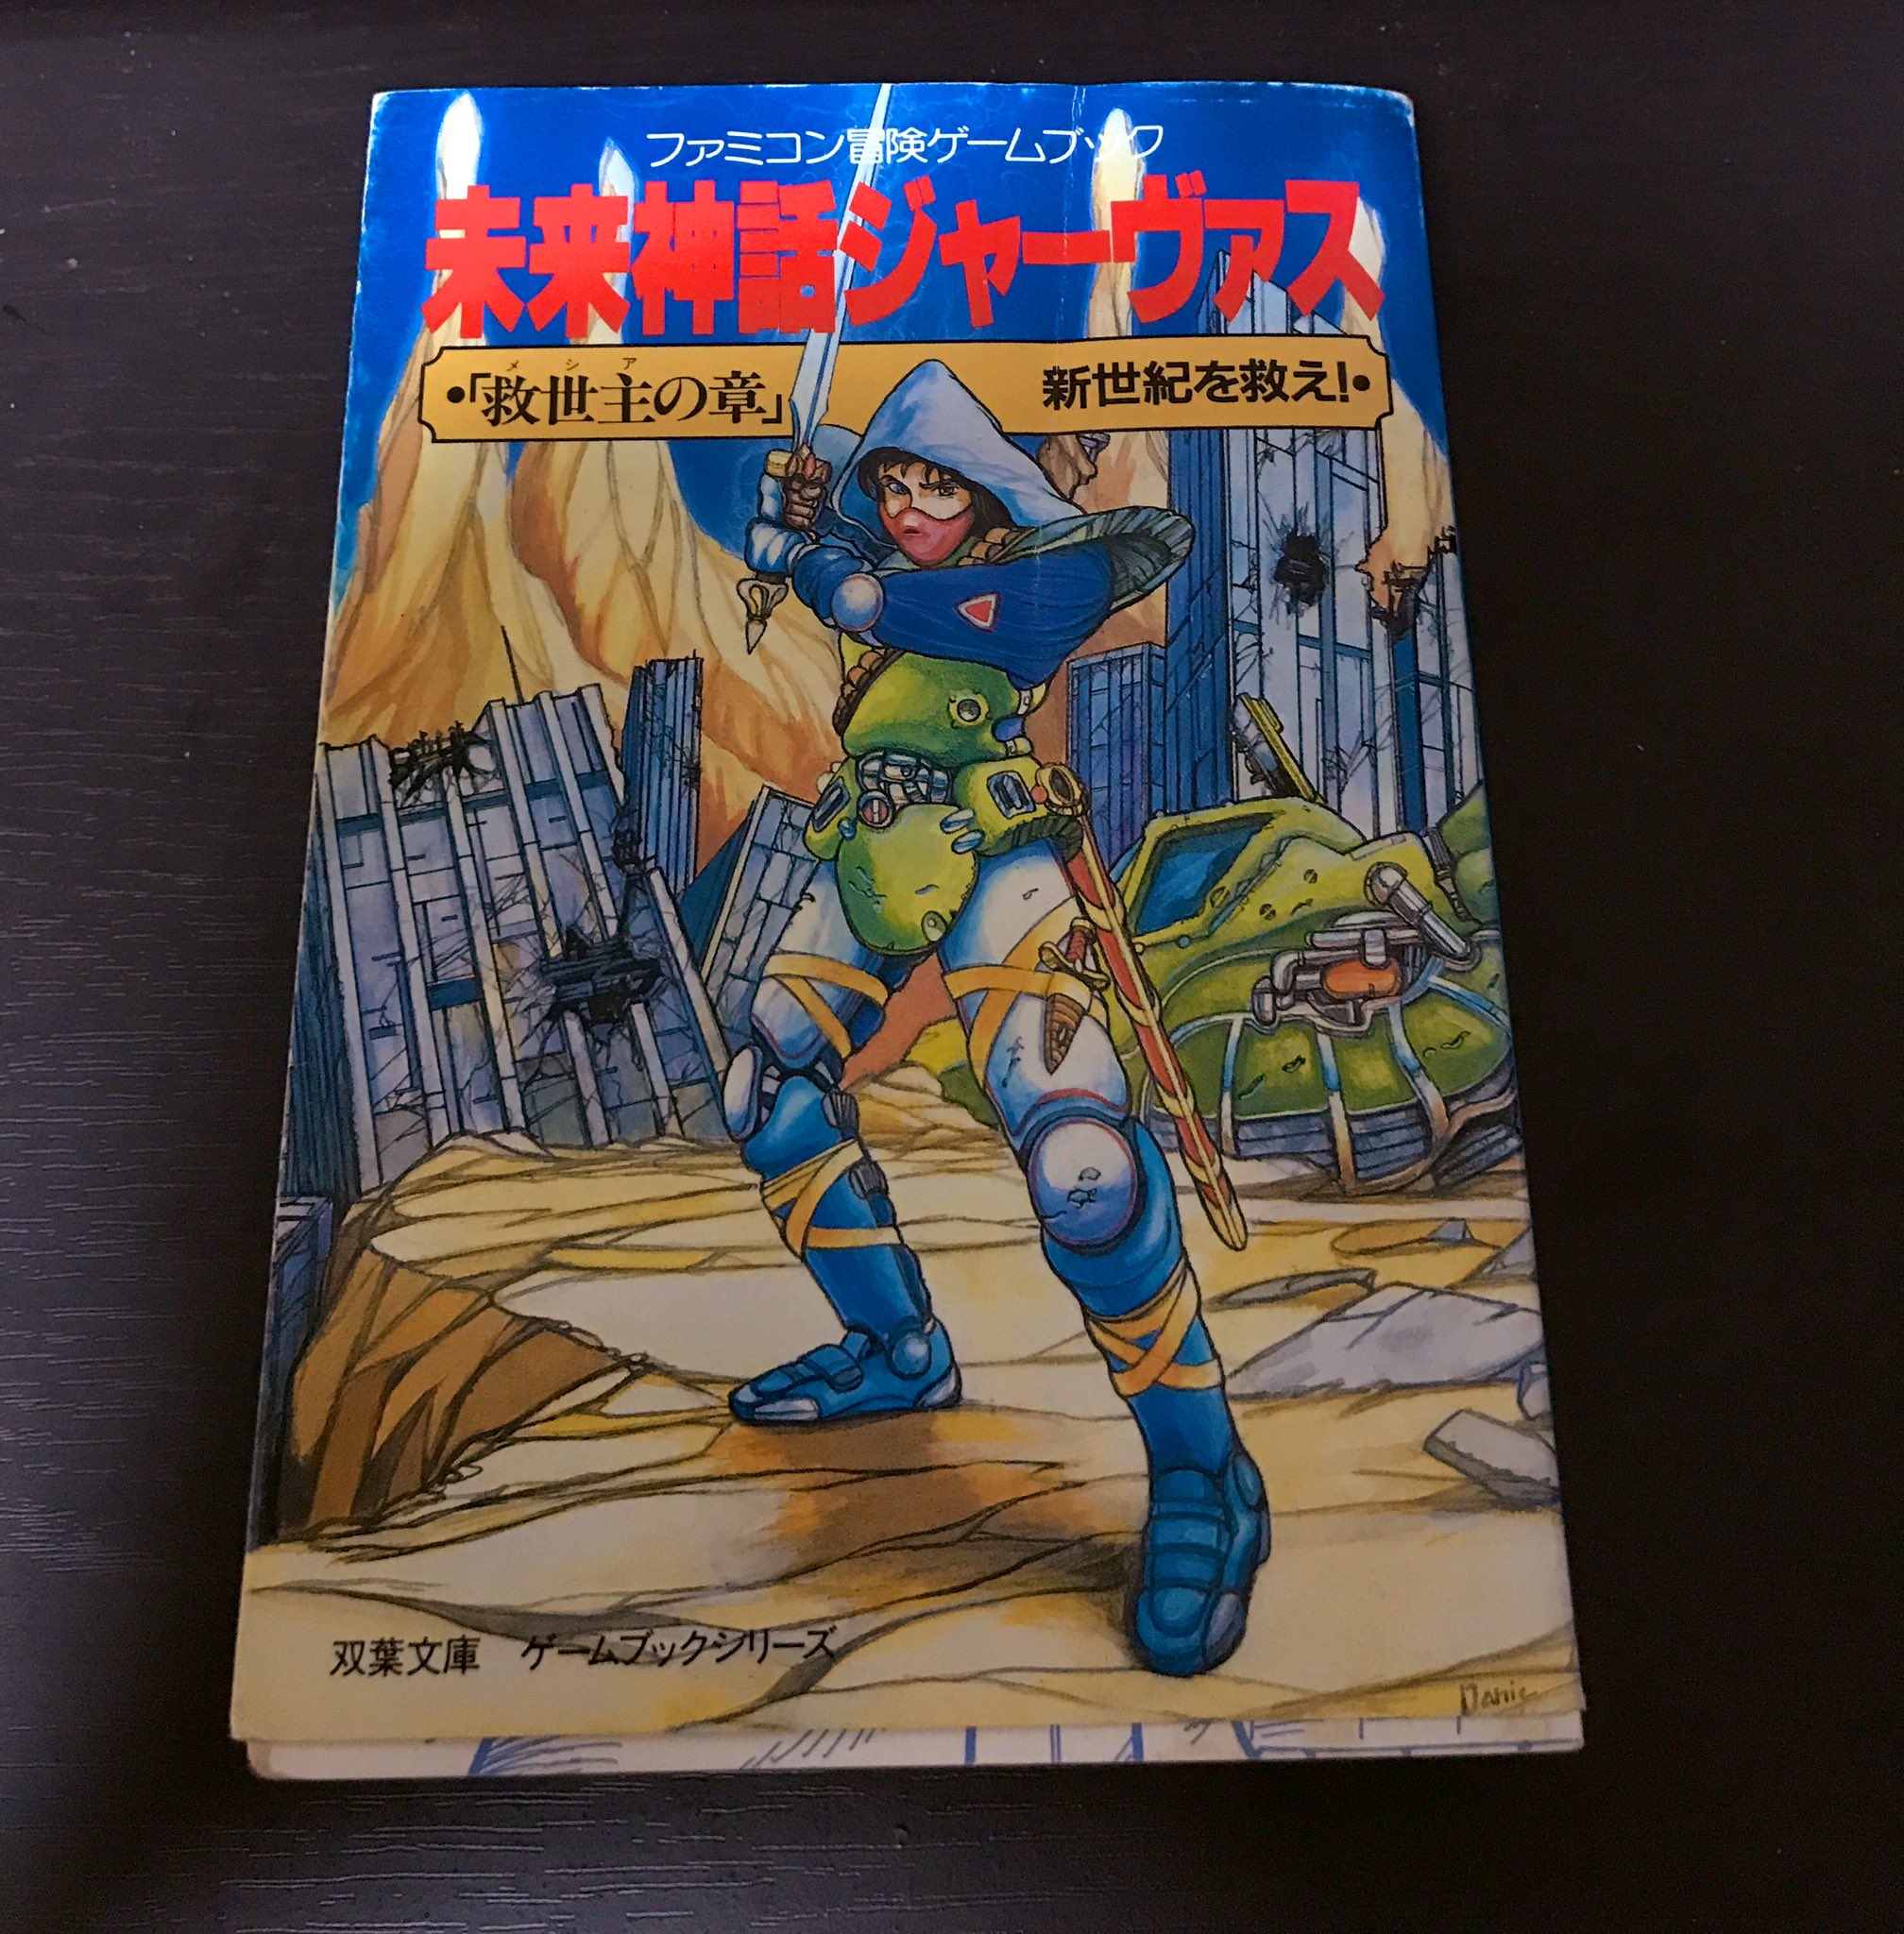 ファミコン冒険ゲームブック
未来神話ジャーヴァス
メシア
•「救世主の章」 新世紀を救え!•
双葉文庫 ゲームブックシリーズ